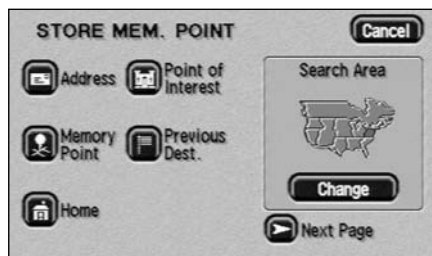 STORE MEM. POINT
Cancel
Address
Point of
Interest
Search Area
Memory
Point
Previous
Dest.
Change
Home
Next Page